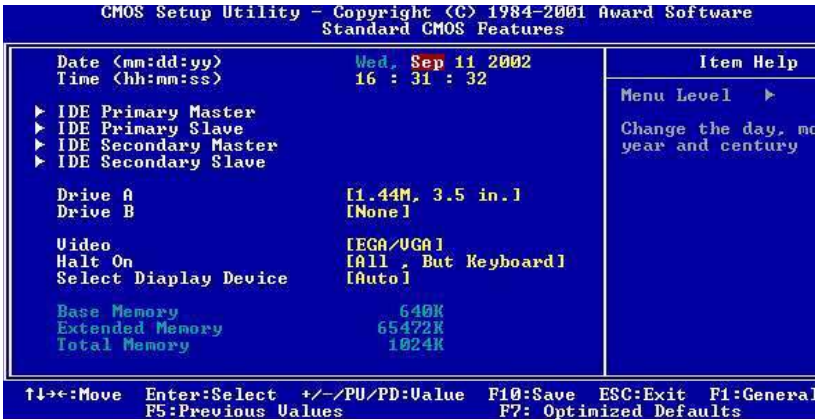 CMOS Setup Utility – Copyright (C) 1984-2001 Award Software
Standard CMOS Features
Date (mm:dd:yy) Wed, Sep 11 2002
Time (hh:mm:ss) 16 : 31 : 32
Item Help
Menu Level ▶
Change the day, mo
year and century
▶ IDE Primary Master
▶ IDE Primary Slave
▶ IDE Secondary Master
▶ IDE Secondary Slave
Drive A [1.44M, 3.5 in.]
Drive B [None]
Video [EGA/VGA]
Halt On [All , But Keyboard]
Select Diaplay Device [Auto]
Base Memory 640K
Extended Memory 65472K
Total Memory 1024K
↑↓→←:Move Enter:Select +/-/PU/PD:Value F10:Save ESC:Exit F1:General
F5:Previous Values F7: Optimized Defaults